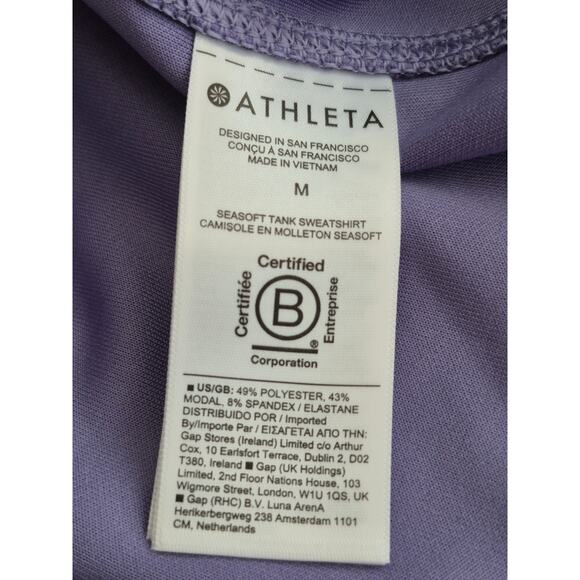 ATHLETA
DESIGNED IN SAN FRANCISCO
CONÇU À SAN FRANCISCO
MADE IN VIETNAM
M
SEASOFT TANK SWEATSHIRT
CAMISOLE EN MOLLETON SEASOFT
Certified
Certifiée
B
Entreprise
®
Corporation
■ US/GB: 49% POLYESTER, 43%
MODAL, 8% SPANDEX / ELASTANE
DISTRIBUIDO POR / Imported
By/Importe Par / ΕΙΣΑΓΕΤΑΙ ΑΠΟ ΤΗΝ:
Gap Stores (Ireland) Limited c/o Arthur
Cox, 10 Earlsfort Terrace, Dublin 2, D02
T380, Ireland ■ Gap (UK Holdings)
Limited, 2nd Floor Nations House, 103
Wigmore Street, London, W1U 1QS, UK
■ Gap (RHC) B.V. Luna ArenA
Herikerbergweg 238 Amsterdam 1101
CM, Netherlands